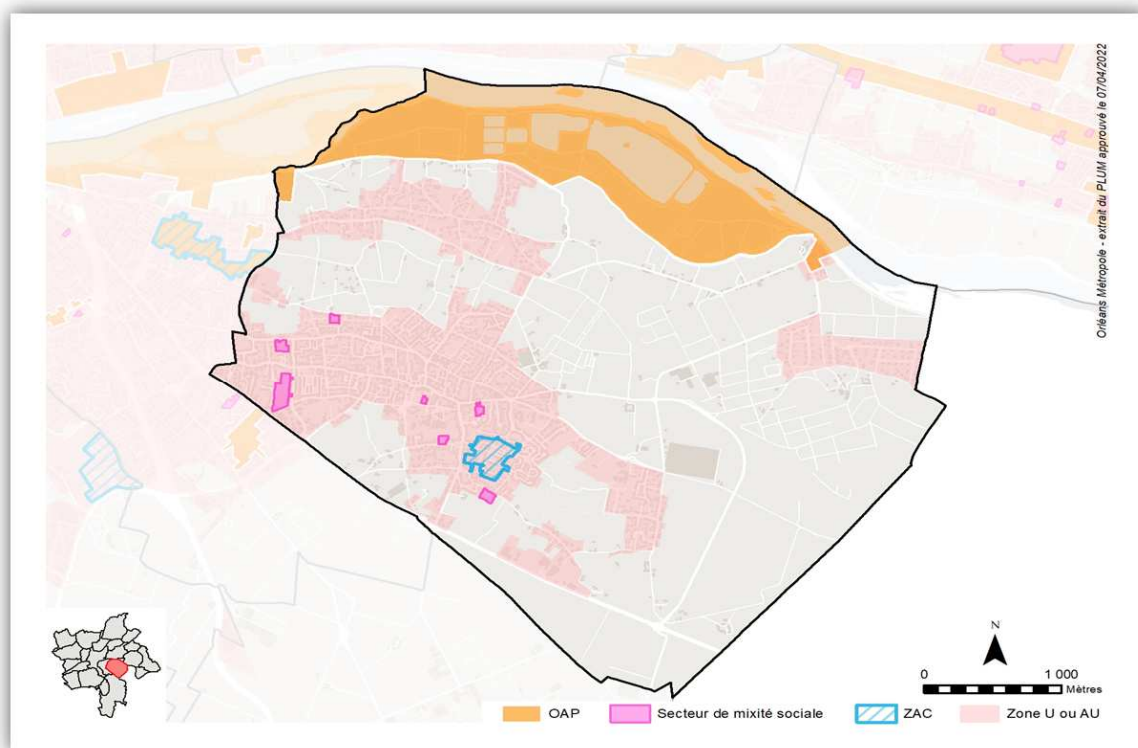 Orléans Métropole - extrait du PLUM approuvé le 07/04/2022
N
0 1 000
Mètres
OAP Secteur de mixité sociale ZAC Zone U ou AU